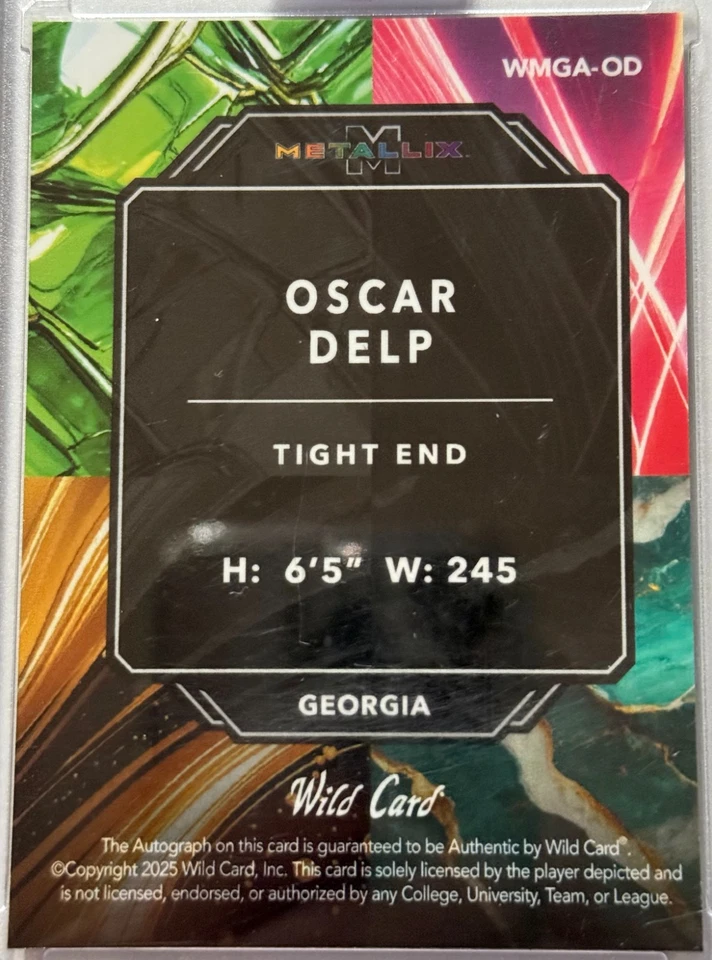 WMGA-OD
M
METALLIX
OSCAR
DELP
TIGHT END
H: 6'5" W: 245
GEORGIA
Wild Card
The Autograph on this card is guaranteed to be Authentic by Wild Card®.
©Copyright 2025 Wild Card, Inc. This card is solely licensed by the player depicted and
is not licensed, endorsed, or authorized by any College, University, Team, or League.